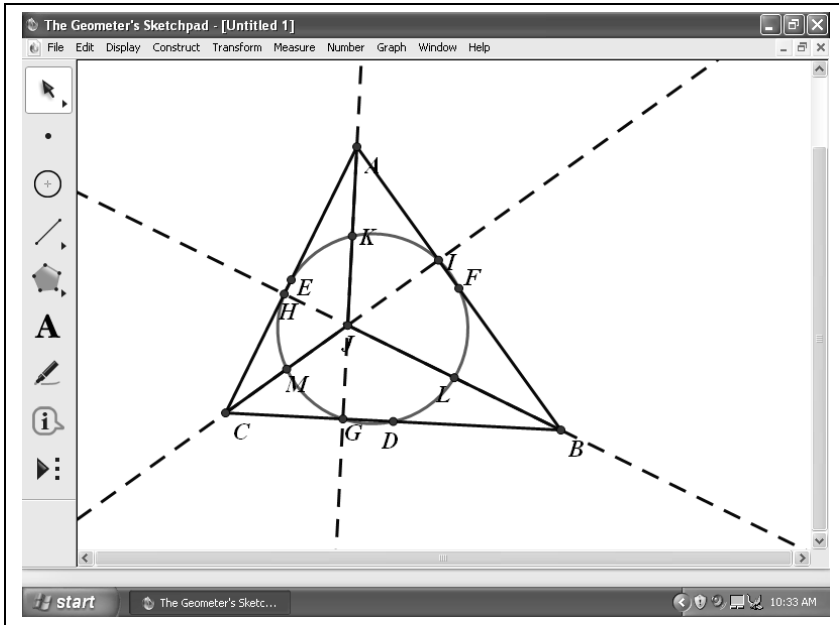 The Geometer's Sketchpad - [Untitled 1]
File Edit Display Construct Transform Measure Number Graph Window Help
A
K
I
E
F
H
J
M
L
C
G
D
B
A
i
start
The Geometer's Sketc...
10:33 AM